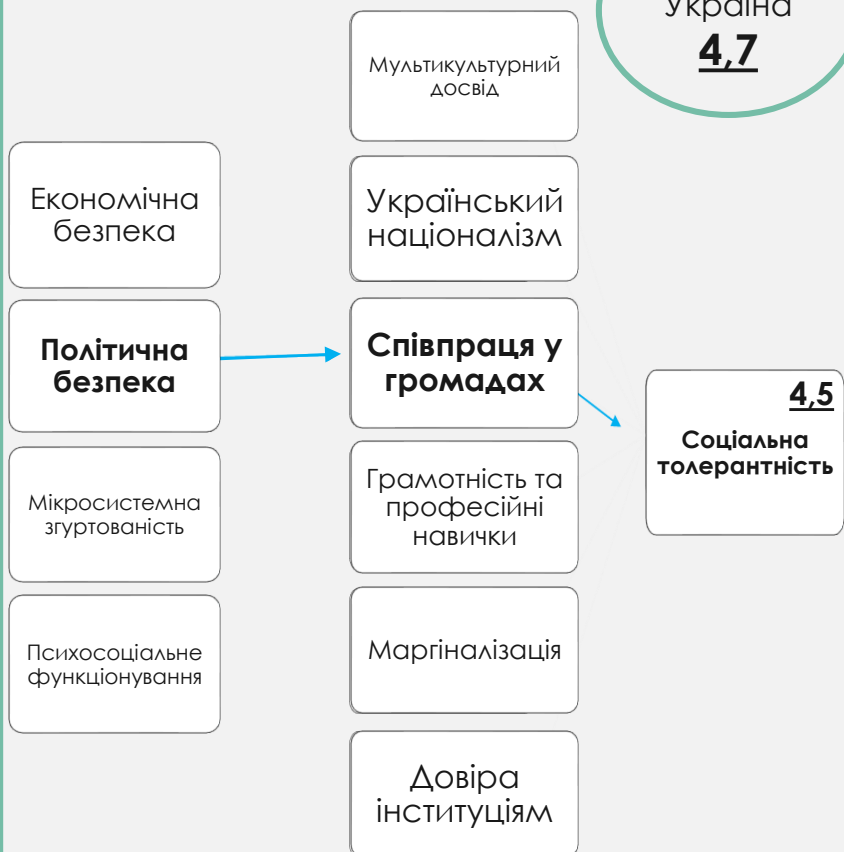 Україна
4,7
Мультикультурний
досвід
Економічна
безпека
Український
націоналізм
Політична
безпека
Співпраця у
громадах
4,5
Соціальна
толерантність
Мікросистемна
згуртованість
Грамотність та
професійні
навички
Психосоціальне
функціонування
Маргіналізація
Довіра
інституціям